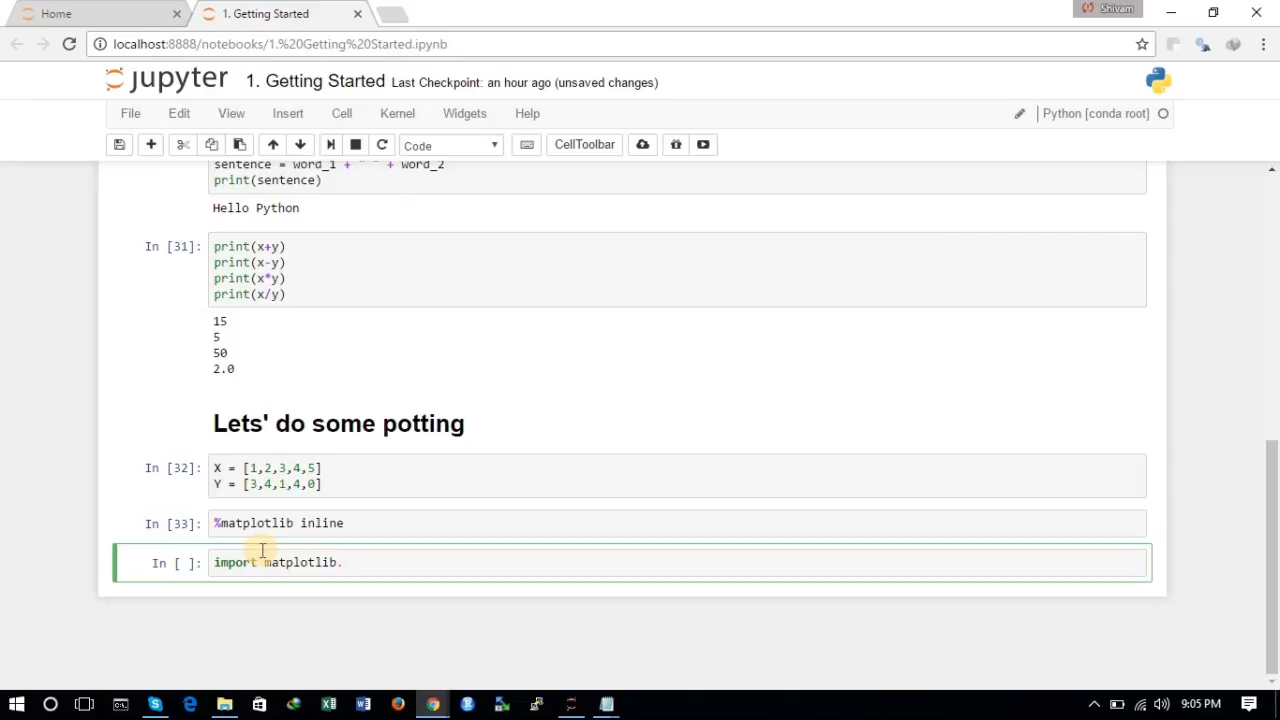 Home
1. Getting Started
Shivam
localhost:8888/notebooks/1.%20Getting%20Started.ipynb
jupyter 1. Getting Started Last Checkpoint: an hour ago (unsaved changes)
File Edit View Insert Cell Kernel Widgets Help Python [conda root]
Code CellToolbar
sentence = word_1 + " " + word_2
print(sentence)
Hello Python
In [31]: print(x+y)
print(x-y)
print(x*y)
print(x/y)
15
5
50
2.0
Lets' do some potting
In [32]: X = [1,2,3,4,5]
Y = [3,4,1,4,0]
In [33]: %matplotlib inline
In [ ]: import matplotlib.
9:05 PM